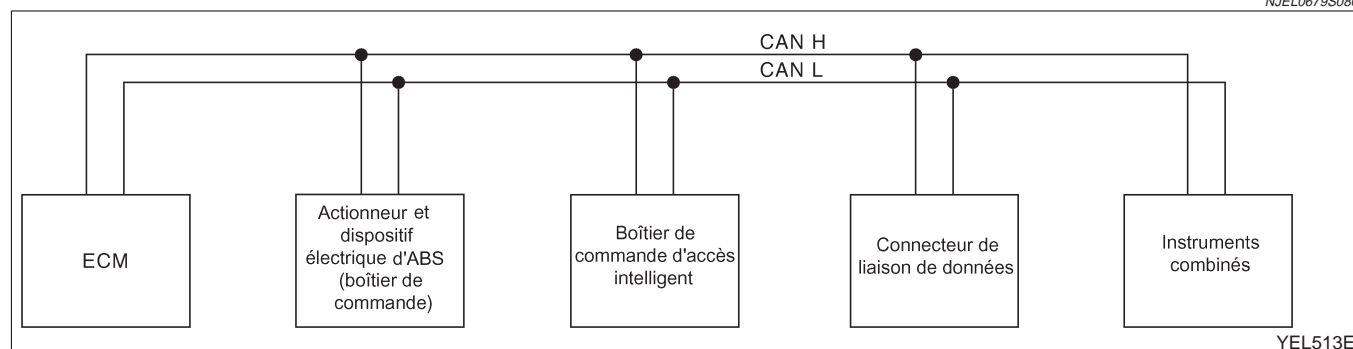 NJEL0679S080
CAN H
CAN L
ECM
Actionneur et
dispositif
électrique d'ABS
(boîtier de
commande)
Boîtier de
commande d'accès
intelligent
Connecteur de
liaison de données
Instruments
combinés
YEL513E